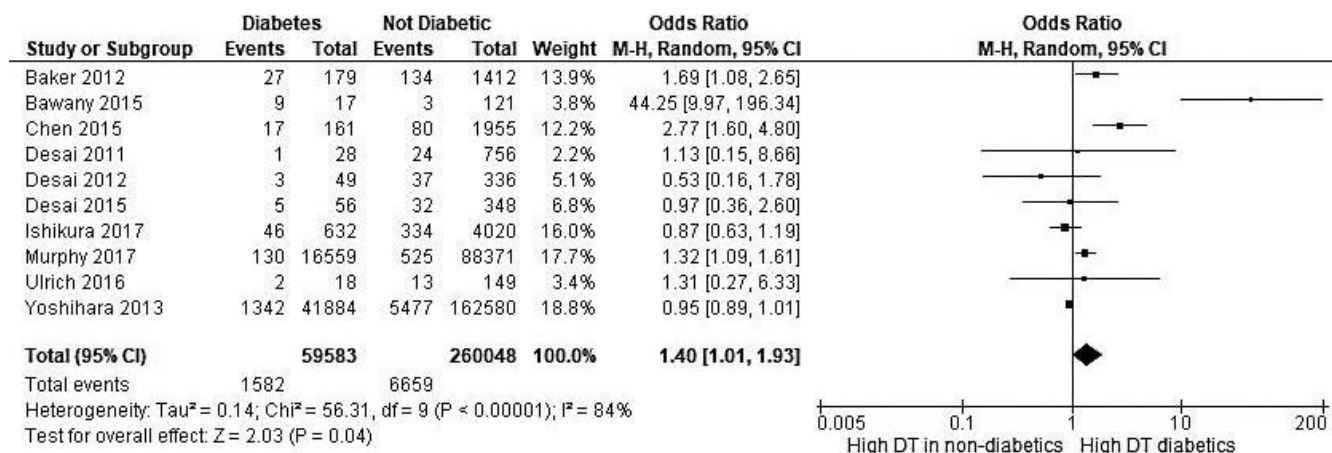 Diabetes Not Diabetic Odds Ratio Odds Ratio
Study or Subgroup Events Total Events Total Weight M-H, Random, 95% CI M-H, Random, 95% CI
Baker 2012 27 179 134 1412 13.9% 1.69 [1.08, 2.65]
Bawany 2015 9 17 3 121 3.8% 44.25 [9.97, 196.34]
Chen 2015 17 161 80 1955 12.2% 2.77 [1.60, 4.80]
Desai 2011 1 28 24 756 2.2% 1.13 [0.15, 8.66]
Desai 2012 3 49 37 336 5.1% 0.53 [0.16, 1.78]
Desai 2015 5 56 32 348 6.8% 0.97 [0.36, 2.60]
Ishikura 2017 46 632 334 4020 16.0% 0.87 [0.63, 1.19]
Murphy 2017 130 16559 525 88371 17.7% 1.32 [1.09, 1.61]
Ulrich 2016 2 18 13 149 3.4% 1.31 [0.27, 6.33]
Yoshihara 2013 1342 41884 5477 162580 18.8% 0.95 [0.89, 1.01]
Total (95% CI) 59583 260048 100.0% 1.40 [1.01, 1.93]
Total events 1582 6659
Heterogeneity: Tau² = 0.14; Chi² = 56.31, df = 9 (P < 0.00001); I² = 84%
Test for overall effect: Z = 2.03 (P = 0.04)
0.005 0.1 1 10 200
High DT in non-diabetics High DT diabetics